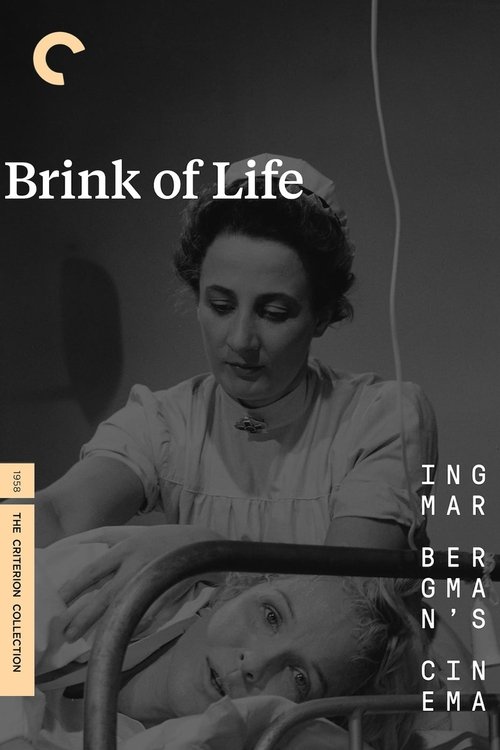 Brink of Life
1958
THE CRITERION COLLECTION
ING
MAR
BER
GMA
N'S
CIN
EMA